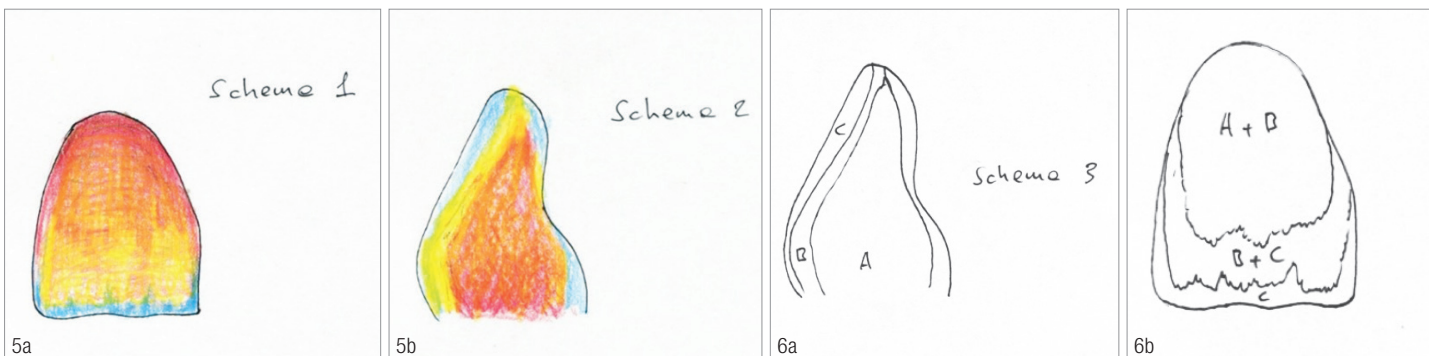 Scheme 1
5a
Scheme 2
5b
C
B
A
Scheme 3
6a
A + B
B + C
C
6b